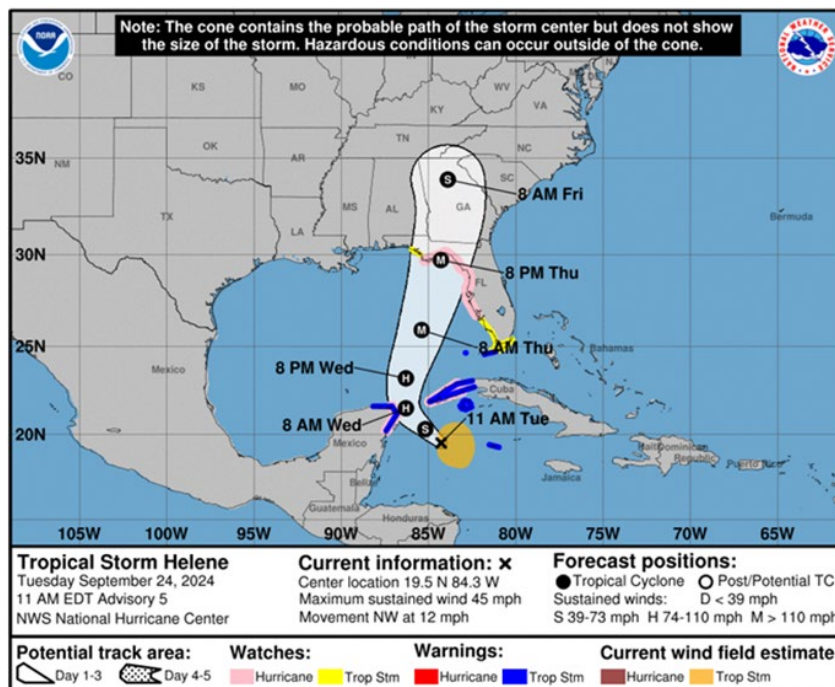 Note: The cone contains the probable path of the storm center but does not show
the size of the storm. Hazardous conditions can occur outside of the cone.
NOAA
NATIONAL WEATHER SERVICE
CO
KS
MO
KY
WV
VA
35N
NM
OK
AR
TN
NC
S
8 AM Fri
TX
MS
AL
GA
SC
LA
Bermuda
30N
M
8 PM Thu
FL
25N
M
8 AM Thu
8 PM Wed
H
Mexico
Bahamas
Cuba
8 AM Wed
H
S
11 AM Tue
20N
Mexico
Belize
Jamaica
Haiti
Dominican
Republic
Puerto Rico
Guatemala
Honduras
105W 100W 95W 90W 85W 80W 75W 70W 65W
Tropical Storm Helene
Tuesday September 24, 2024
11 AM EDT Advisory 5
NWS National Hurricane Center
Current information: ×
Center location 19.5 N 84.3 W
Maximum sustained wind 45 mph
Movement NW at 12 mph
Forecast positions:
● Tropical Cyclone ○ Post/Potential TC
Sustained winds: D < 39 mph
S 39-73 mph H 74-110 mph M > 110 mph
Potential track area:
Day 1-3 Day 4-5
Watches:
Hurricane Trop Stm
Warnings:
Hurricane Trop Stm
Current wind field estimate
Hurricane Trop Stm